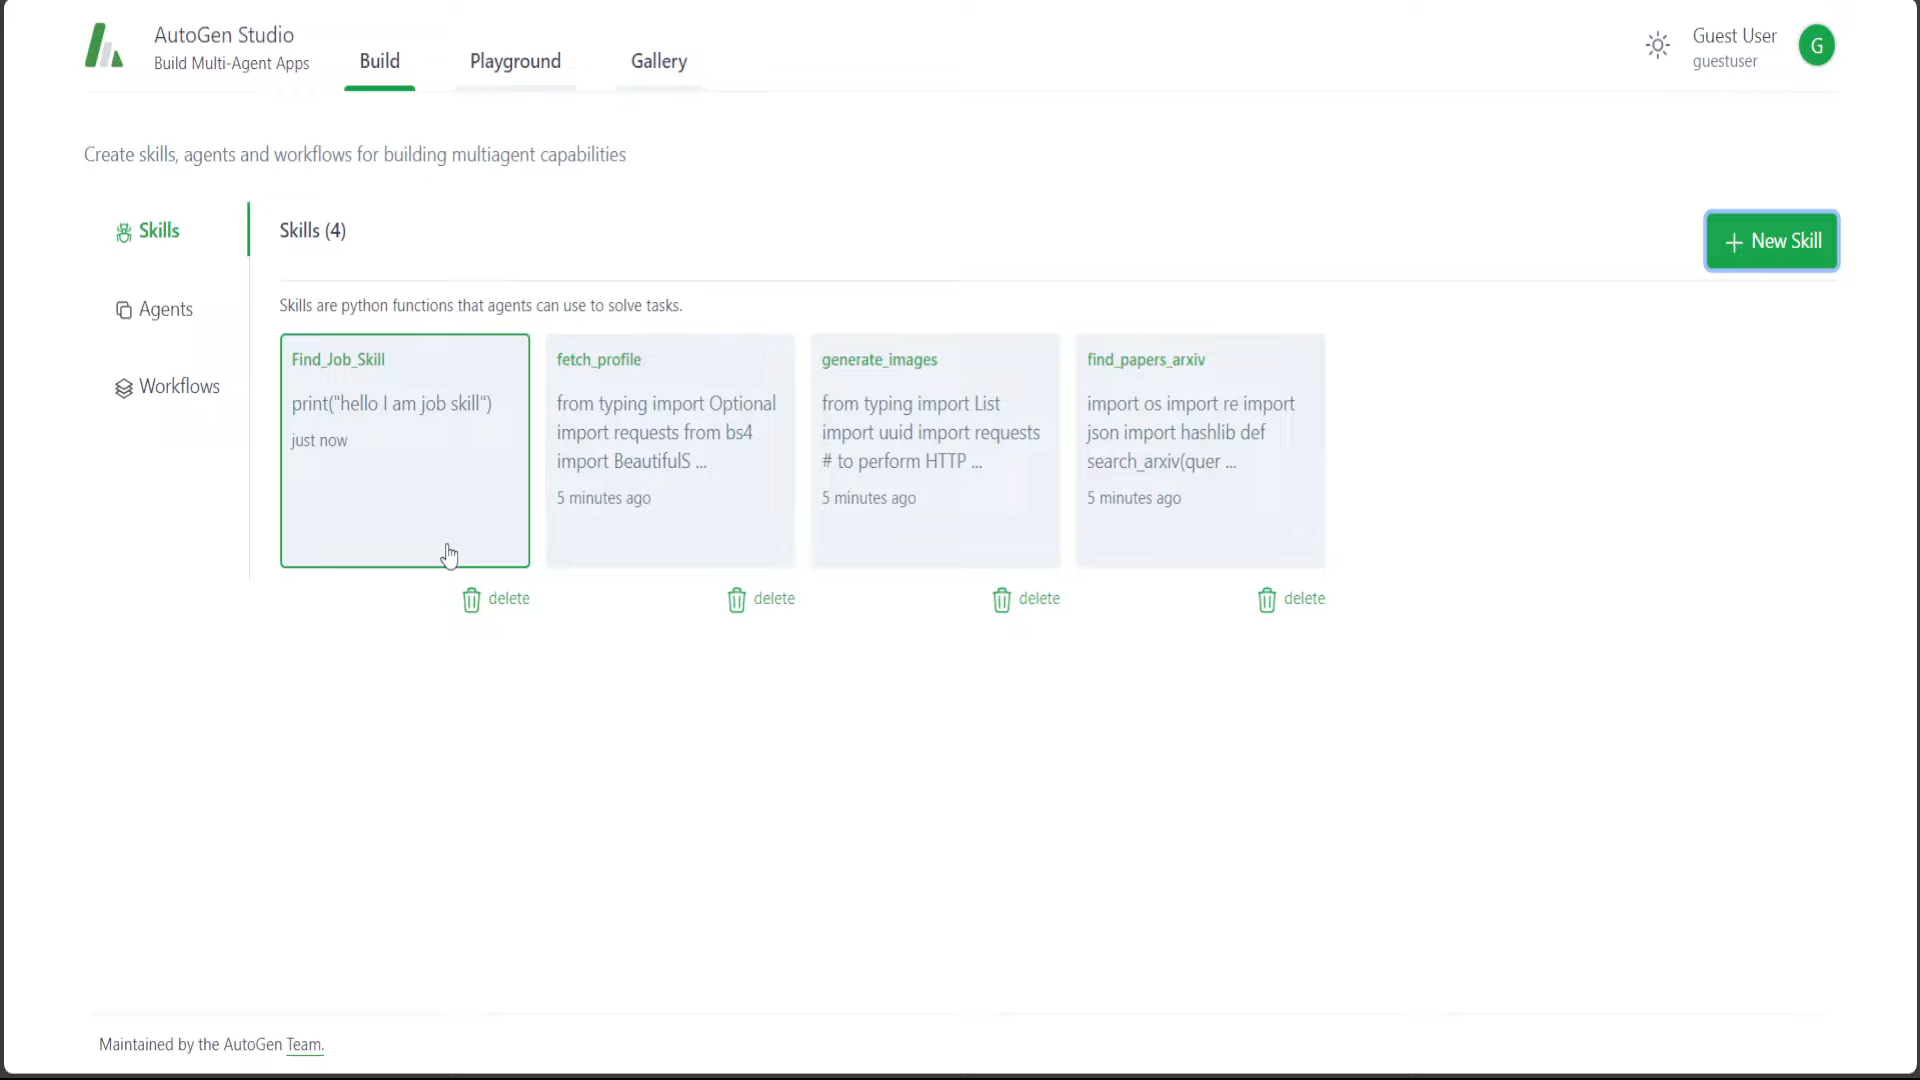 AutoGen Studio
Build Multi-Agent Apps
Build
Playground
Gallery
Guest User
guestuser
G
Create skills, agents and workflows for building multiagent capabilities
Skills
Agents
Workflows
Skills (4)
+ New Skill
Skills are python functions that agents can use to solve tasks.
Find_Job_Skill
print("hello I am job skill")
just now
delete
fetch_profile
from typing import Optional
import requests from bs4
import BeautifulS ...
5 minutes ago
delete
generate_images
from typing import List
import uuid import requests
# to perform HTTP ...
5 minutes ago
delete
find_papers_arxiv
import os import re import
json import hashlib def
search_arxiv(quer ...
5 minutes ago
delete
Maintained by the AutoGen Team.